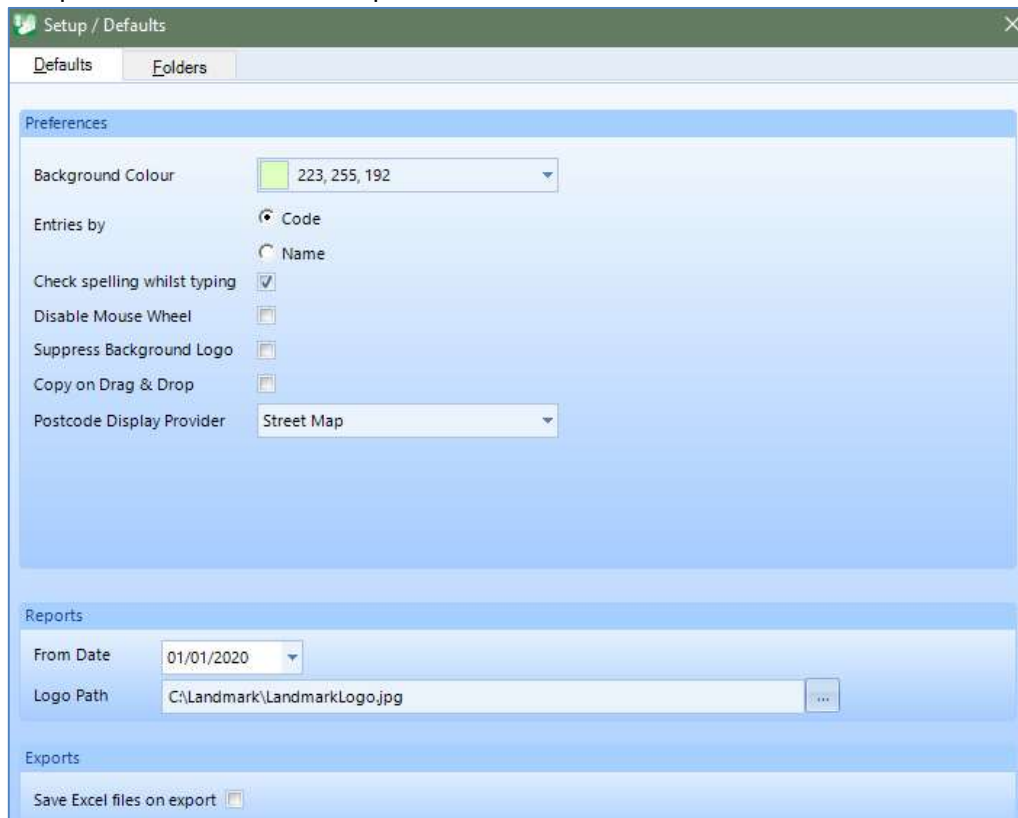 Setup / Defaults
Defaults Folders
Preferences
Background Colour 223, 255, 192
Entries by Code
Name
Check spelling whilst typing
Disable Mouse Wheel
Suppress Background Logo
Copy on Drag & Drop
Postcode Display Provider Street Map
Reports
From Date 01/01/2020
Logo Path C:\Landmark\LandmarkLogo.jpg ...
Exports
Save Excel files on export